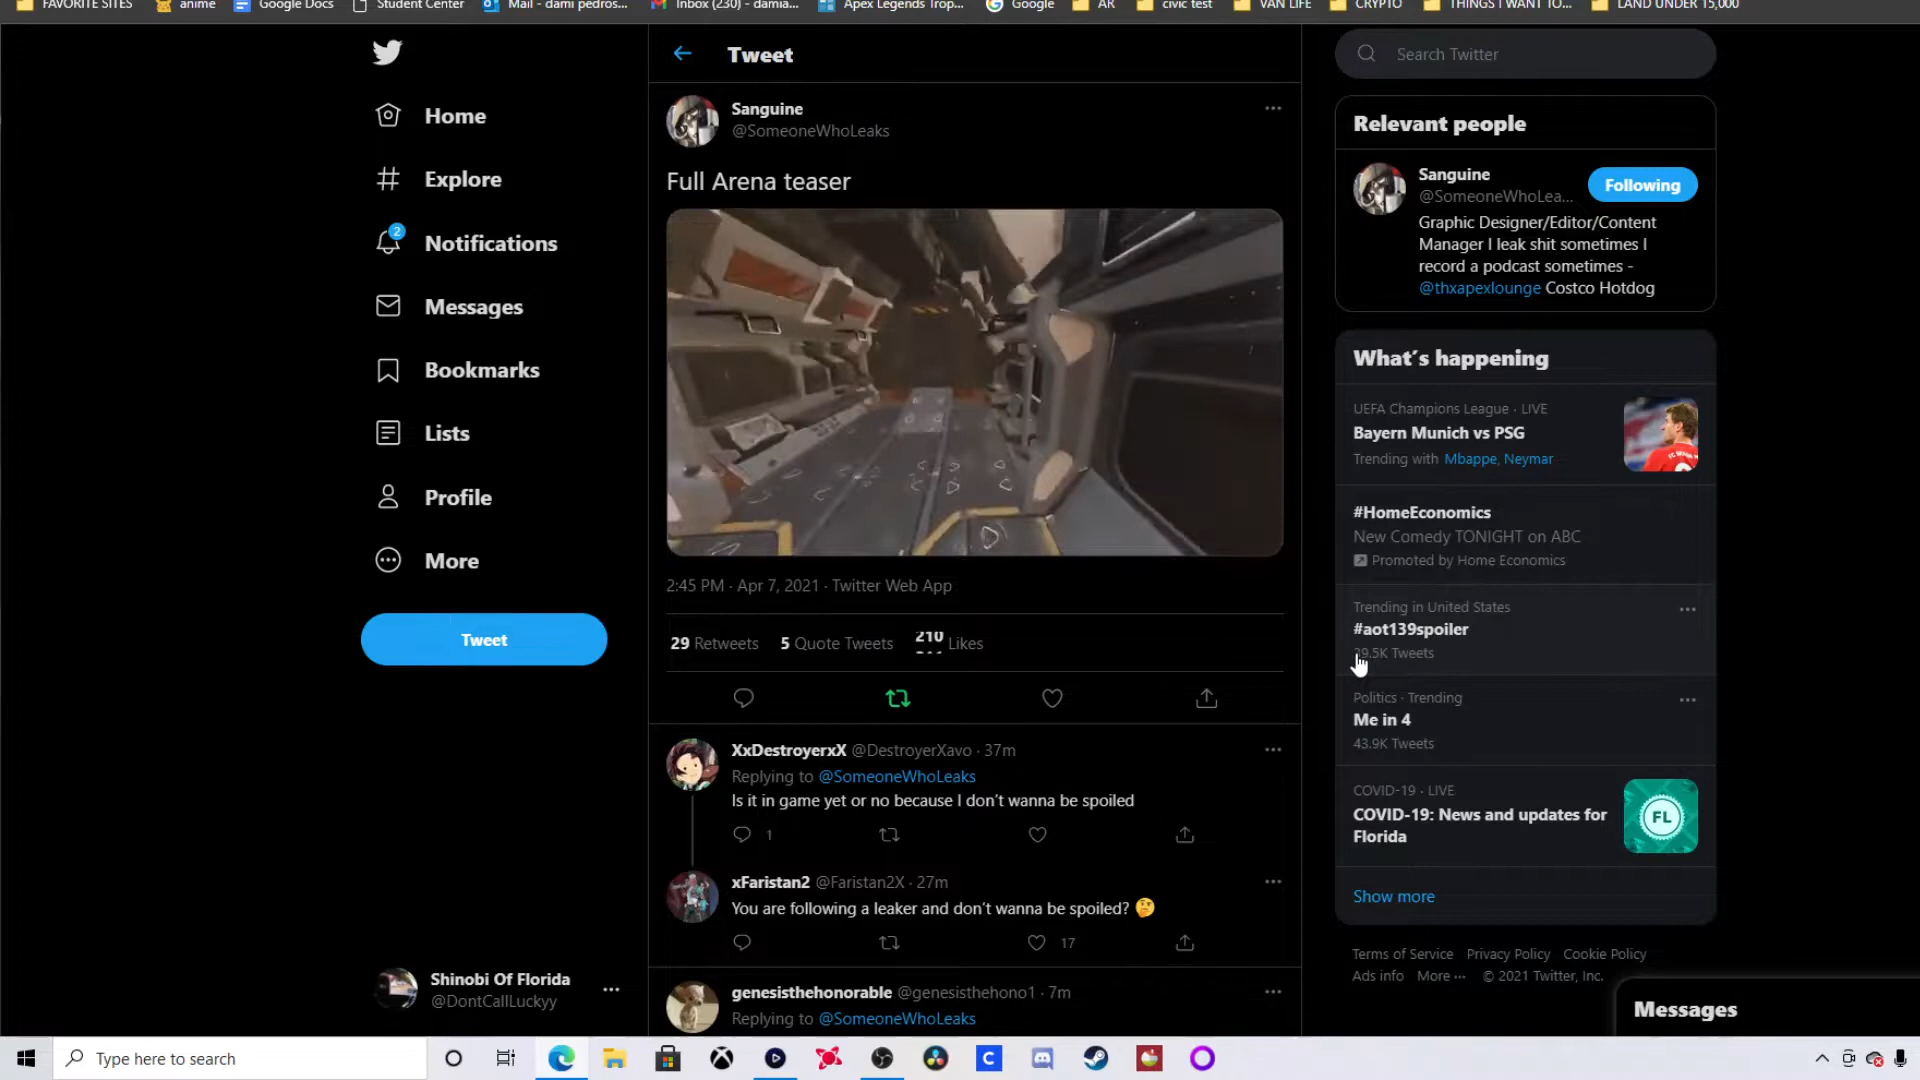 FAVORITE SITES
anime
Google Docs
Student Center
Mail - dami pedros...
Inbox (230) - damia...
Apex Legends Trop...
Google
AR
civic test
VAN LIFE
CRYPTO
THINGS I WANT TO...
LAND UNDER 15,000
Home
Explore
2
Notifications
Messages
Bookmarks
Lists
Profile
More
Tweet
Shinobi Of Florida
@DontCallLuckyy
Tweet
Sanguine
@SomeoneWhoLeaks
Full Arena teaser
2:45 PM · Apr 7, 2021 · Twitter Web App
29 Retweets 5 Quote Tweets 210 Likes
XxDestroyerxX @DestroyerXavo · 37m
Replying to @SomeoneWhoLeaks
Is it in game yet or no because I don't wanna be spoiled
1
xFaristan2 @Faristan2X · 27m
You are following a leaker and don't wanna be spoiled? 🤔
17
genesisthehonorable @genesisthehono1 · 7m
Replying to @SomeoneWhoLeaks
Search Twitter
Relevant people
Sanguine
@SomeoneWhoLea...
Following
Graphic Designer/Editor/Content
Manager I leak shit sometimes I
record a podcast sometimes -
@thxapexlounge Costco Hotdog
What's happening
UEFA Champions League · LIVE
Bayern Munich vs PSG
Trending with Mbappe, Neymar
#HomeEconomics
New Comedy TONIGHT on ABC
Promoted by Home Economics
Trending in United States
#aot139spoiler
39.5K Tweets
Politics · Trending
Me in 4
43.9K Tweets
COVID-19 · LIVE
COVID-19: News and updates for
Florida
FL
Show more
Terms of Service Privacy Policy Cookie Policy
Ads info More ··· © 2021 Twitter, Inc.
Messages
Type here to search
C